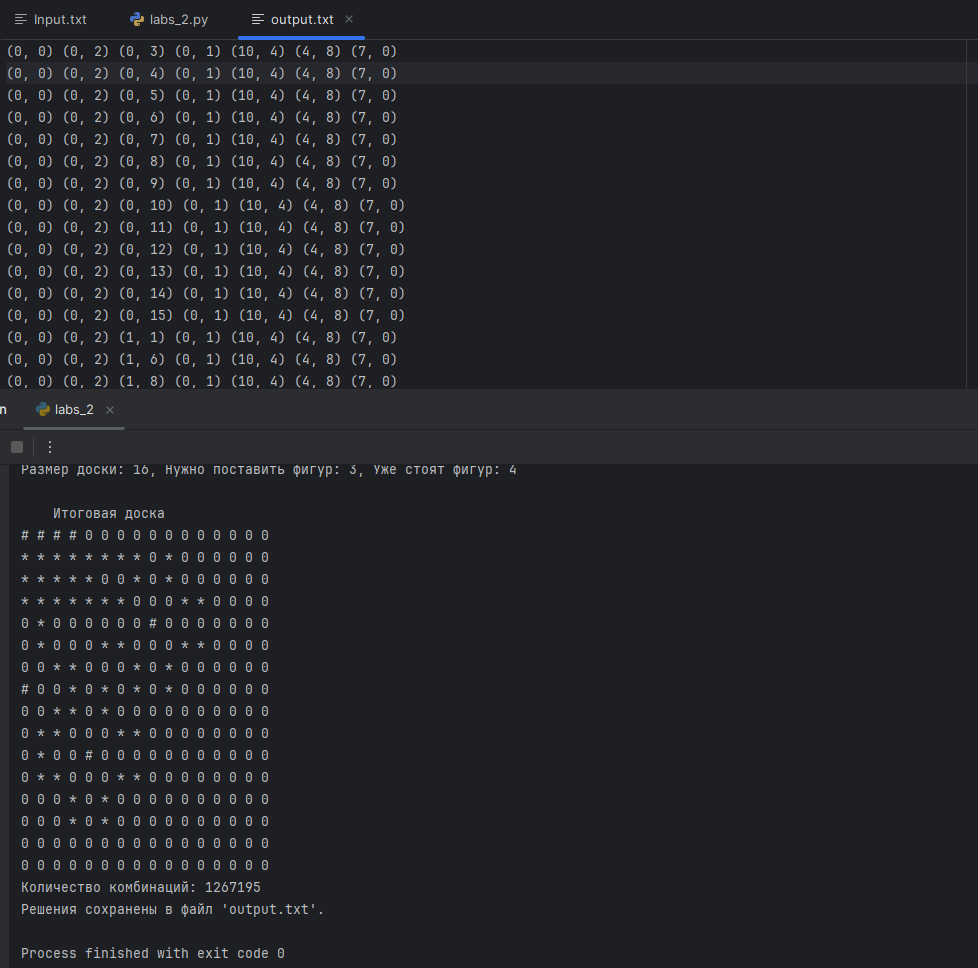 Input.txt labs_2.py output.txt
(0, 0) (0, 2) (0, 3) (0, 1) (10, 4) (4, 8) (7, 0)
(0, 0) (0, 2) (0, 4) (0, 1) (10, 4) (4, 8) (7, 0)
(0, 0) (0, 2) (0, 5) (0, 1) (10, 4) (4, 8) (7, 0)
(0, 0) (0, 2) (0, 6) (0, 1) (10, 4) (4, 8) (7, 0)
(0, 0) (0, 2) (0, 7) (0, 1) (10, 4) (4, 8) (7, 0)
(0, 0) (0, 2) (0, 8) (0, 1) (10, 4) (4, 8) (7, 0)
(0, 0) (0, 2) (0, 9) (0, 1) (10, 4) (4, 8) (7, 0)
(0, 0) (0, 2) (0, 10) (0, 1) (10, 4) (4, 8) (7, 0)
(0, 0) (0, 2) (0, 11) (0, 1) (10, 4) (4, 8) (7, 0)
(0, 0) (0, 2) (0, 12) (0, 1) (10, 4) (4, 8) (7, 0)
(0, 0) (0, 2) (0, 13) (0, 1) (10, 4) (4, 8) (7, 0)
(0, 0) (0, 2) (0, 14) (0, 1) (10, 4) (4, 8) (7, 0)
(0, 0) (0, 2) (0, 15) (0, 1) (10, 4) (4, 8) (7, 0)
(0, 0) (0, 2) (1, 1) (0, 1) (10, 4) (4, 8) (7, 0)
(0, 0) (0, 2) (1, 6) (0, 1) (10, 4) (4, 8) (7, 0)
(0, 0) (0, 2) (1, 8) (0, 1) (10, 4) (4, 8) (7, 0)
n labs_2
Размер доски: 16, Нужно поставить фигур: 3, Уже стоят фигур: 4
Итоговая доска
# # # # 0 0 0 0 0 0 0 0 0 0 0 0
* * * * * * * * 0 * 0 0 0 0 0 0
* * * * * 0 0 * 0 * 0 0 0 0 0 0
* * * * * * * 0 0 0 * * 0 0 0 0
0 * 0 0 0 0 0 0 # 0 0 0 0 0 0 0
0 * 0 0 0 * * 0 0 0 * * 0 0 0 0
0 0 * * 0 0 0 * 0 * 0 0 0 0 0 0
# 0 0 * 0 * 0 * 0 * 0 0 0 0 0 0
0 0 * * 0 * 0 0 0 0 0 0 0 0 0 0
0 * * 0 0 0 * * 0 0 0 0 0 0 0 0
0 * 0 0 # 0 0 0 0 0 0 0 0 0 0 0
0 * * 0 0 0 * * 0 0 0 0 0 0 0 0
0 0 0 * 0 * 0 0 0 0 0 0 0 0 0 0
0 0 0 * 0 * 0 0 0 0 0 0 0 0 0 0
0 0 0 0 0 0 0 0 0 0 0 0 0 0 0 0
0 0 0 0 0 0 0 0 0 0 0 0 0 0 0 0
Количество комбинаций: 1267195
Решения сохранены в файл 'output.txt'.
Process finished with exit code 0